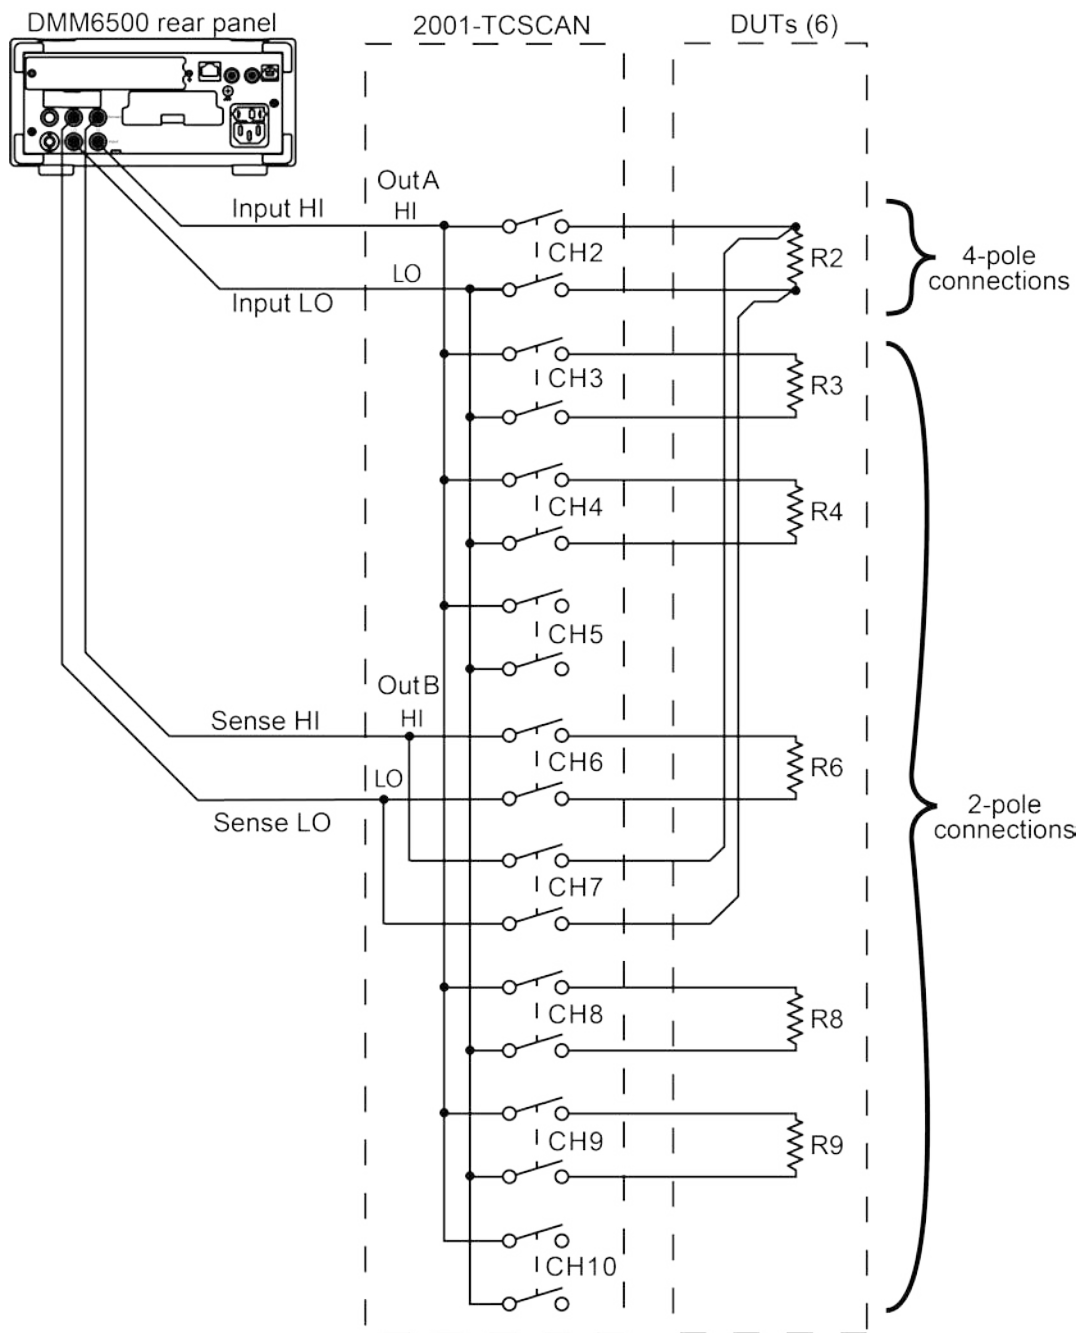 DMM6500 rear panel
2001-TCSCAN
DUTs (6)
OutA
HI
Input HI
CH2
R2
4-pole
connections
LO
Input LO
CH3
R3
CH4
R4
CH5
OutB
HI
Sense HI
CH6
R6
LO
Sense LO
2-pole
connections
CH7
CH8
R8
CH9
R9
CH10